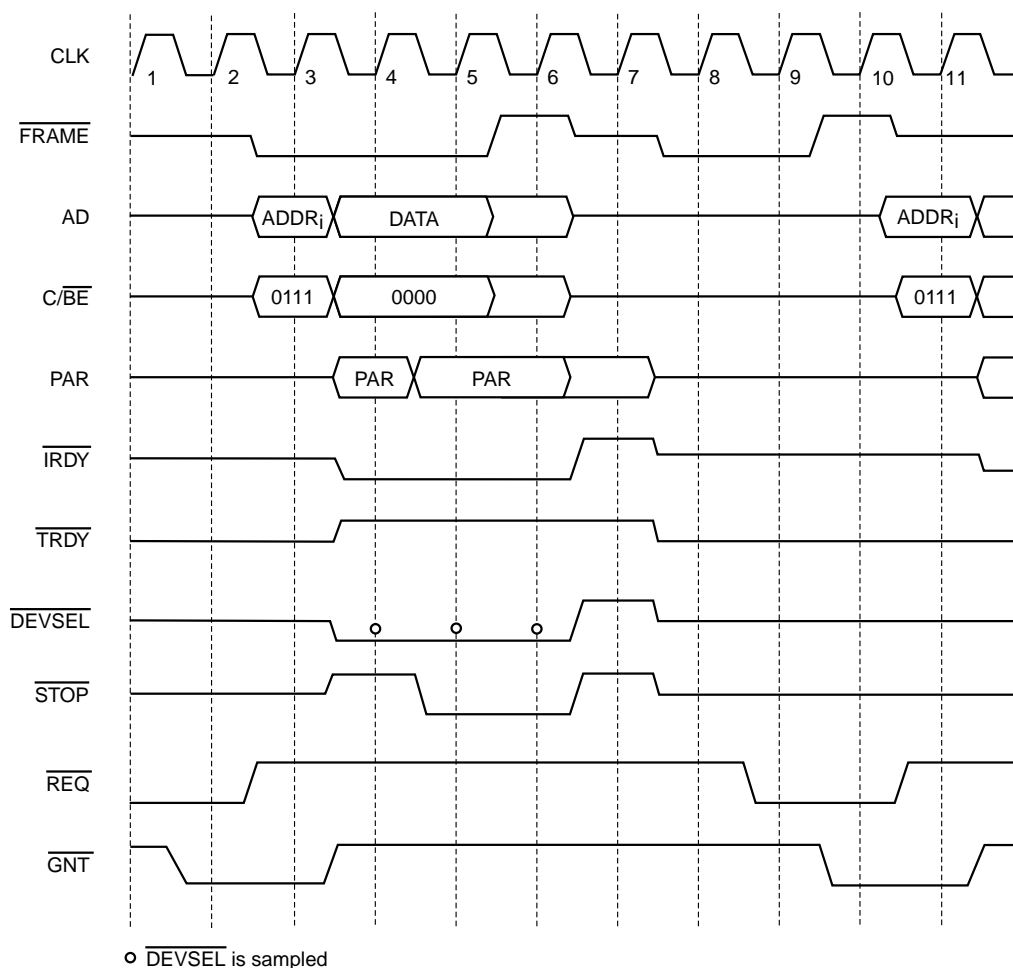 CLK
1 2 3 4 5 6 7 8 9 10 11
FRAME
AD ADDRi DATA ADDRi
C/BE 0111 0000 0111
PAR PAR PAR
IRDY
TRDY
DEVSEL
STOP
REQ
GNT
DEVSEL is sampled